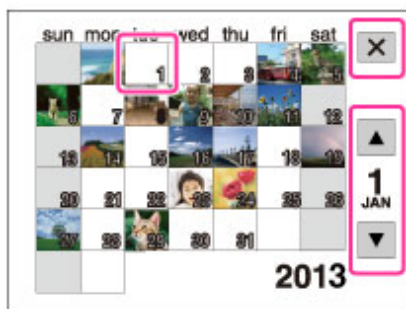 sun mon tue wed thu fri sat
1 2 3 4 5
6 7 8 9 10 11 12
13 14 15 16 17 18 19
20 21 22 23 24 25 26
27 28 29 30 31
1
JAN
2013